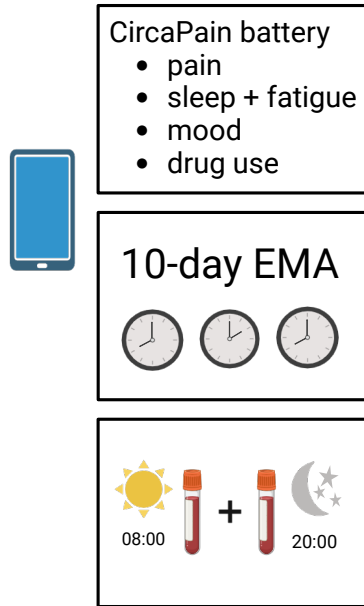 CircaPain battery
• pain
• sleep + fatigue
• mood
• drug use
10-day EMA
+
08:00
20:00